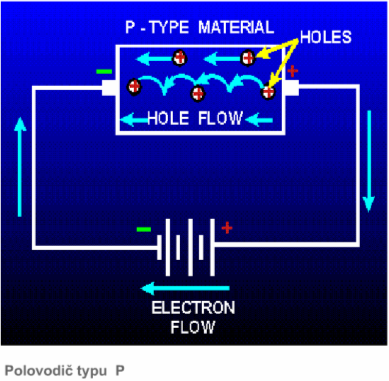 P - TYPE MATERIAL
HOLES
HOLE FLOW
ELECTRON
FLOW
Polovodič typu P